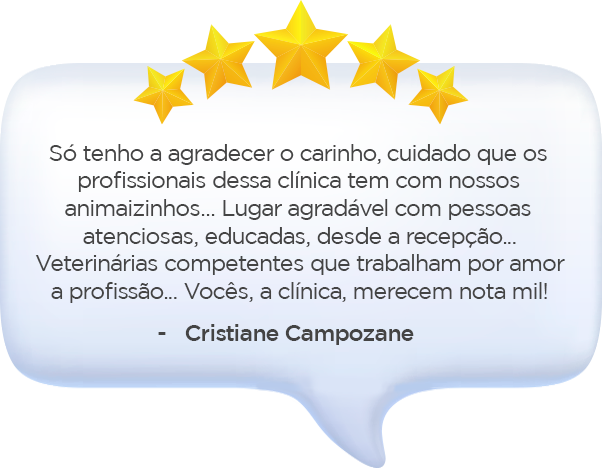 Só tenho a agradecer o carinho, cuidado que os
profissionais dessa clínica tem com nossos
animaizinhos... Lugar agradável com pessoas
atenciosas, educadas, desde a recepção...
Veterinárias competentes que trabalham por amor
a profissão... Vocês, a clínica, merecem nota mil!
- Cristiane Campozane